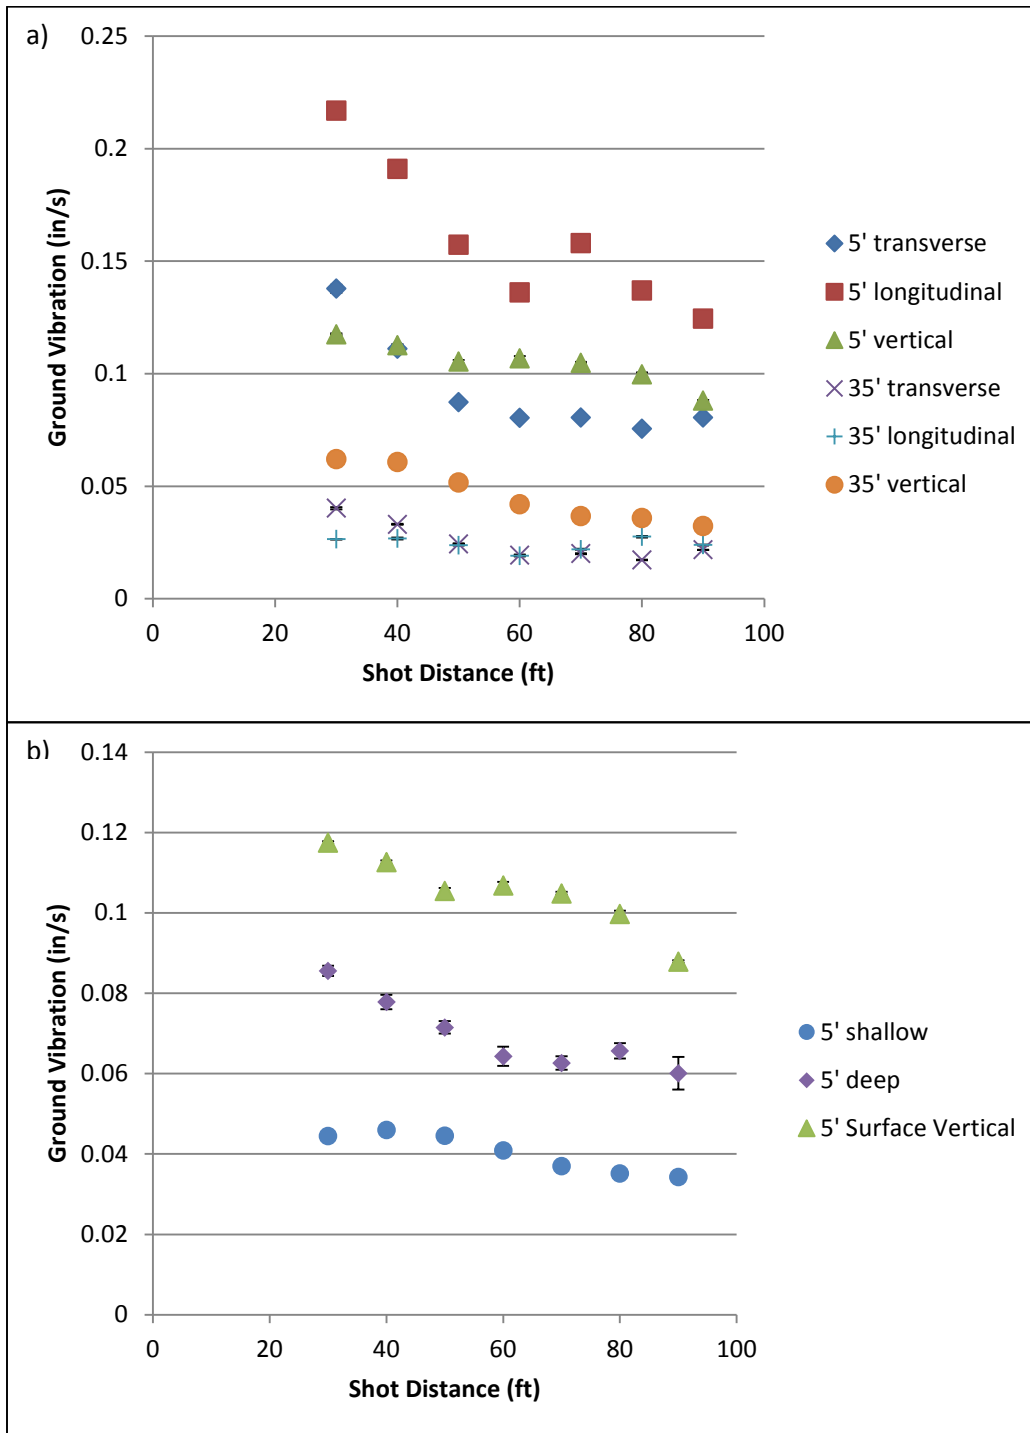 a)
0.25
0.2
0.15
0.1
0.05
0
0 20 40 60 80 100
Ground Vibration (in/s)
Shot Distance (ft)
5' transverse
5' longitudinal
5' vertical
35' transverse
35' longitudinal
35' vertical
b)
0.14
0.12
0.1
0.08
0.06
0.04
0.02
0
0 20 40 60 80 100
Ground Vibration (in/s)
Shot Distance (ft)
5' shallow
5' deep
5' Surface Vertical